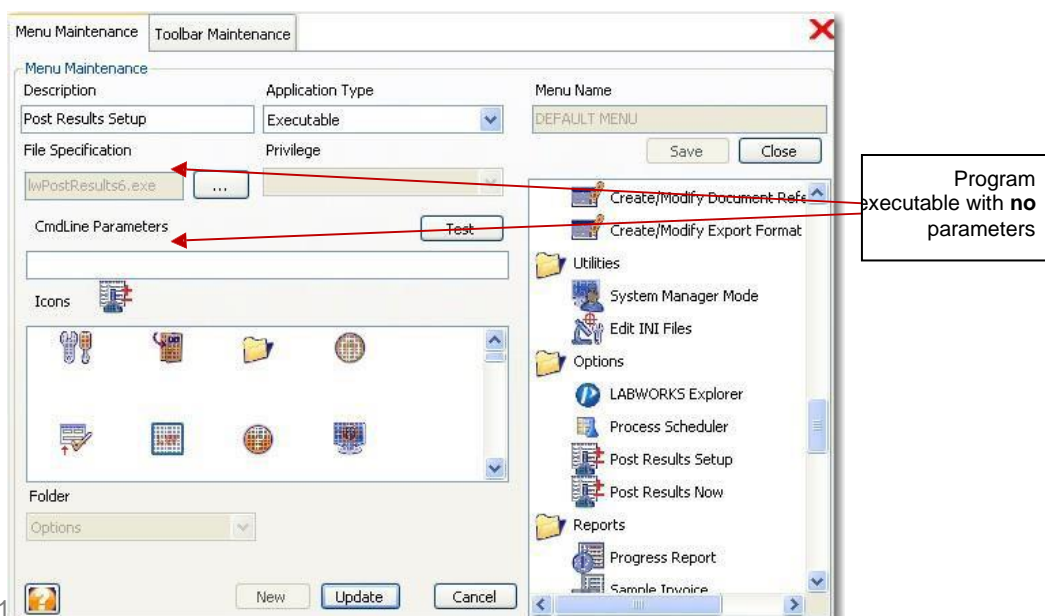 Menu Maintenance
Toolbar Maintenance
Menu Maintenance
Description
Application Type
Menu Name
Post Results Setup
Executable
DEFAULT MENU
File Specification
Privilege
Save
Close
lwPostResults6.exe
...
CmdLine Parameters
Test
Icons
Folder
Options
New
Update
Cancel
Create/Modify Document Refe
Create/Modify Export Format
Utilities
System Manager Mode
Edit INI Files
Options
LABWORKS Explorer
Process Scheduler
Post Results Setup
Post Results Now
Reports
Progress Report
Sample Invoice
Program
executable with no
parameters
1